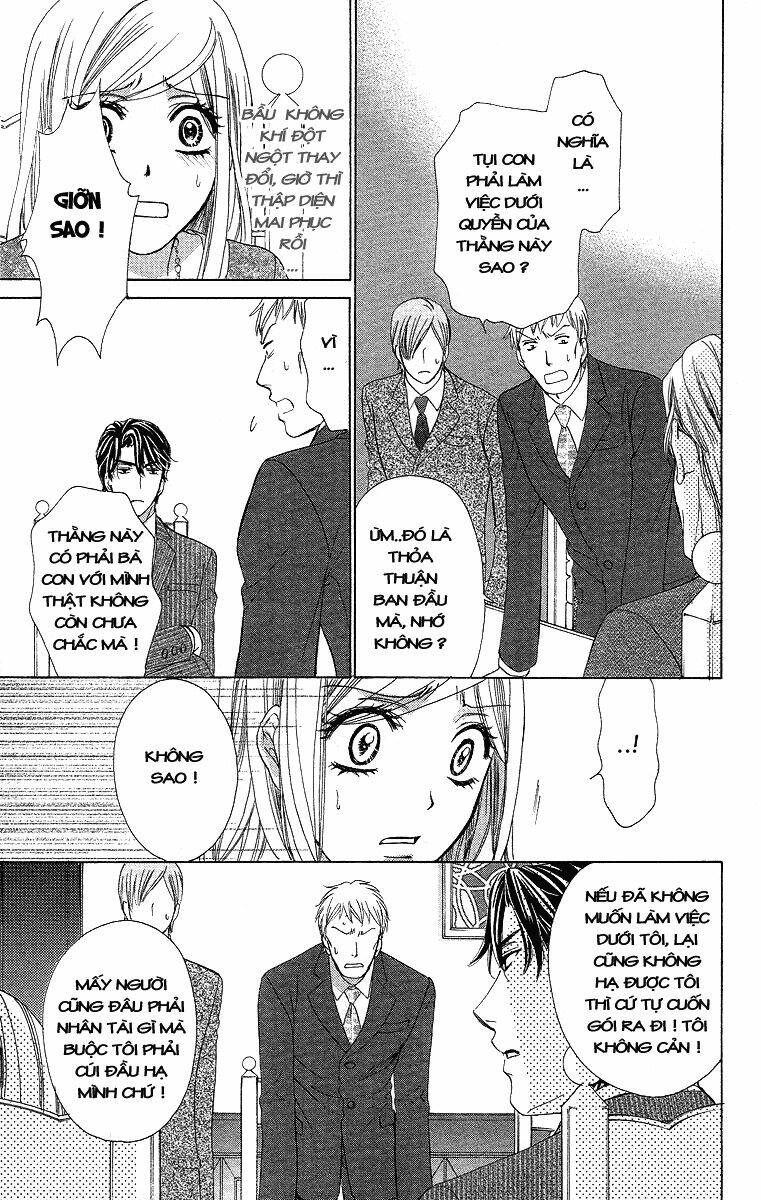 CÓ
NGHĨA
LÀ
...
TỤI CON
PHẢI LÀM
VIỆC DƯỚI
QUYỀN CỦA
THẰNG NÀY
SAO ?
ỪM..ĐÓ LÀ
THỎA
THUẬN
BAN ĐẦU
MÀ, NHỚ
KHÔNG ?
BẦU KHÔNG
KHÍ ĐỘT
NGỘT THAY
ĐỔI, GIỜ THÌ
THẬP DIỆN
MAI PHỤC
RỒI
...
GIỠN
SAO !
VÌ
...
THẰNG NÀY
CÓ PHẢI BÀ
CON VỚI MÌNH
THẬT KHÔNG
CÒN CHƯA
CHẮC MÀ !
..!
KHÔNG
SAO !
NẾU ĐÃ KHÔNG
MUỐN LÀM VIỆC
DƯỚI TÔI, LẠI
CŨNG KHÔNG
HẠ ĐƯỢC TÔI
THÌ CỨ TỰ CUỐN
GÓI RA ĐI ! TÔI
KHÔNG CẢN !
MẤY NGƯỜI
CŨNG ĐÂU PHẢI
NHÂN TÀI GÌ MÀ
BUỘC TÔI PHẢI
CÚI ĐẦU HẠ
MÌNH CHỨ !